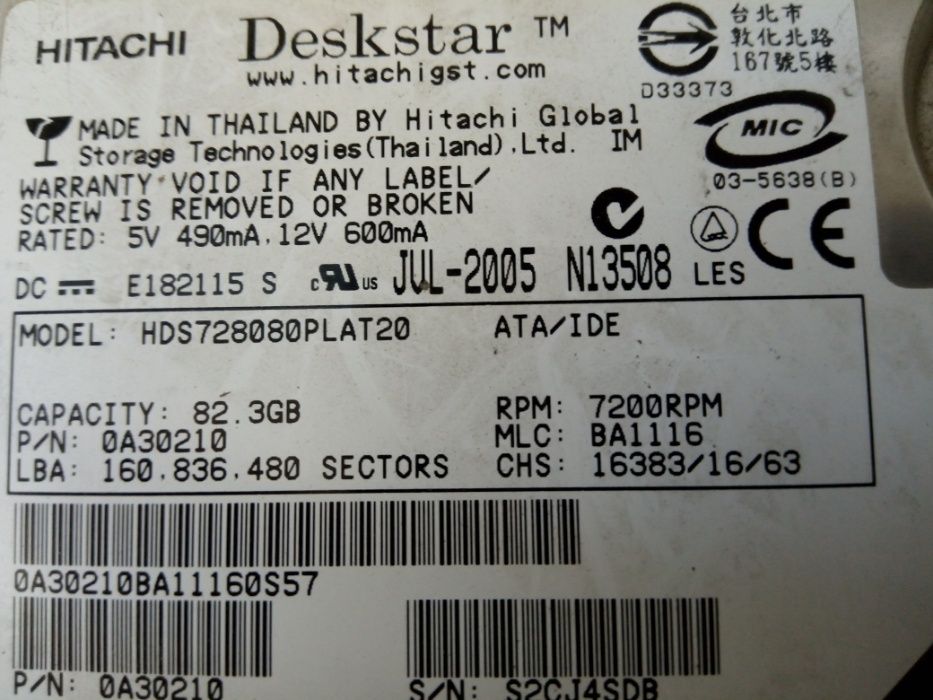 HITACHI Deskstar ™
www.hitachigst.com
台北市
敦化北路
167號5樓
D33373
MADE IN THAILAND BY Hitachi Global
Storage Technologies(Thailand).,Ltd. IM
MIC
03-5638(B)
WARRANTY VOID IF ANY LABEL/
SCREW IS REMOVED OR BROKEN
RATED: 5V 490mA, 12V 600mA
CE
DC E182115 S c RU us JUL-2005 N13508 LES
MODEL: HDS728080PLAT20 ATA/IDE
CAPACITY: 82.3GB RPM: 7200RPM
P/N: 0A30210 MLC: BA1116
LBA: 160,836,480 SECTORS CHS: 16383/16/63
0A30210BA11160S57
P/N: 0A30210 S/N: S2CJ4SDB